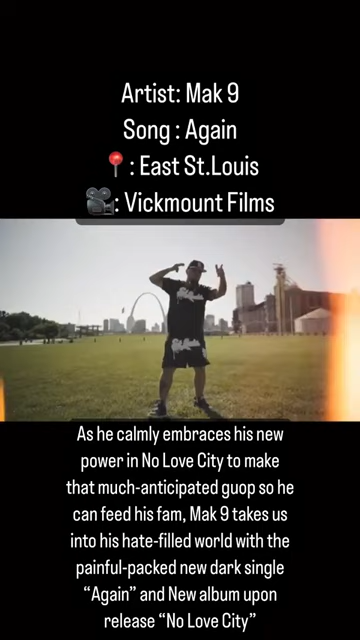 Artist: Mak 9
Song : Again
📍: East St.Louis
🎥: Vickmount Films
As he calmly embraces his new
power in No Love City to make
that much-anticipated guop so he
can feed his fam, Mak 9 takes us
into his hate-filled world with the
painful-packed new dark single
“Again” and New album upon
release “No Love City”